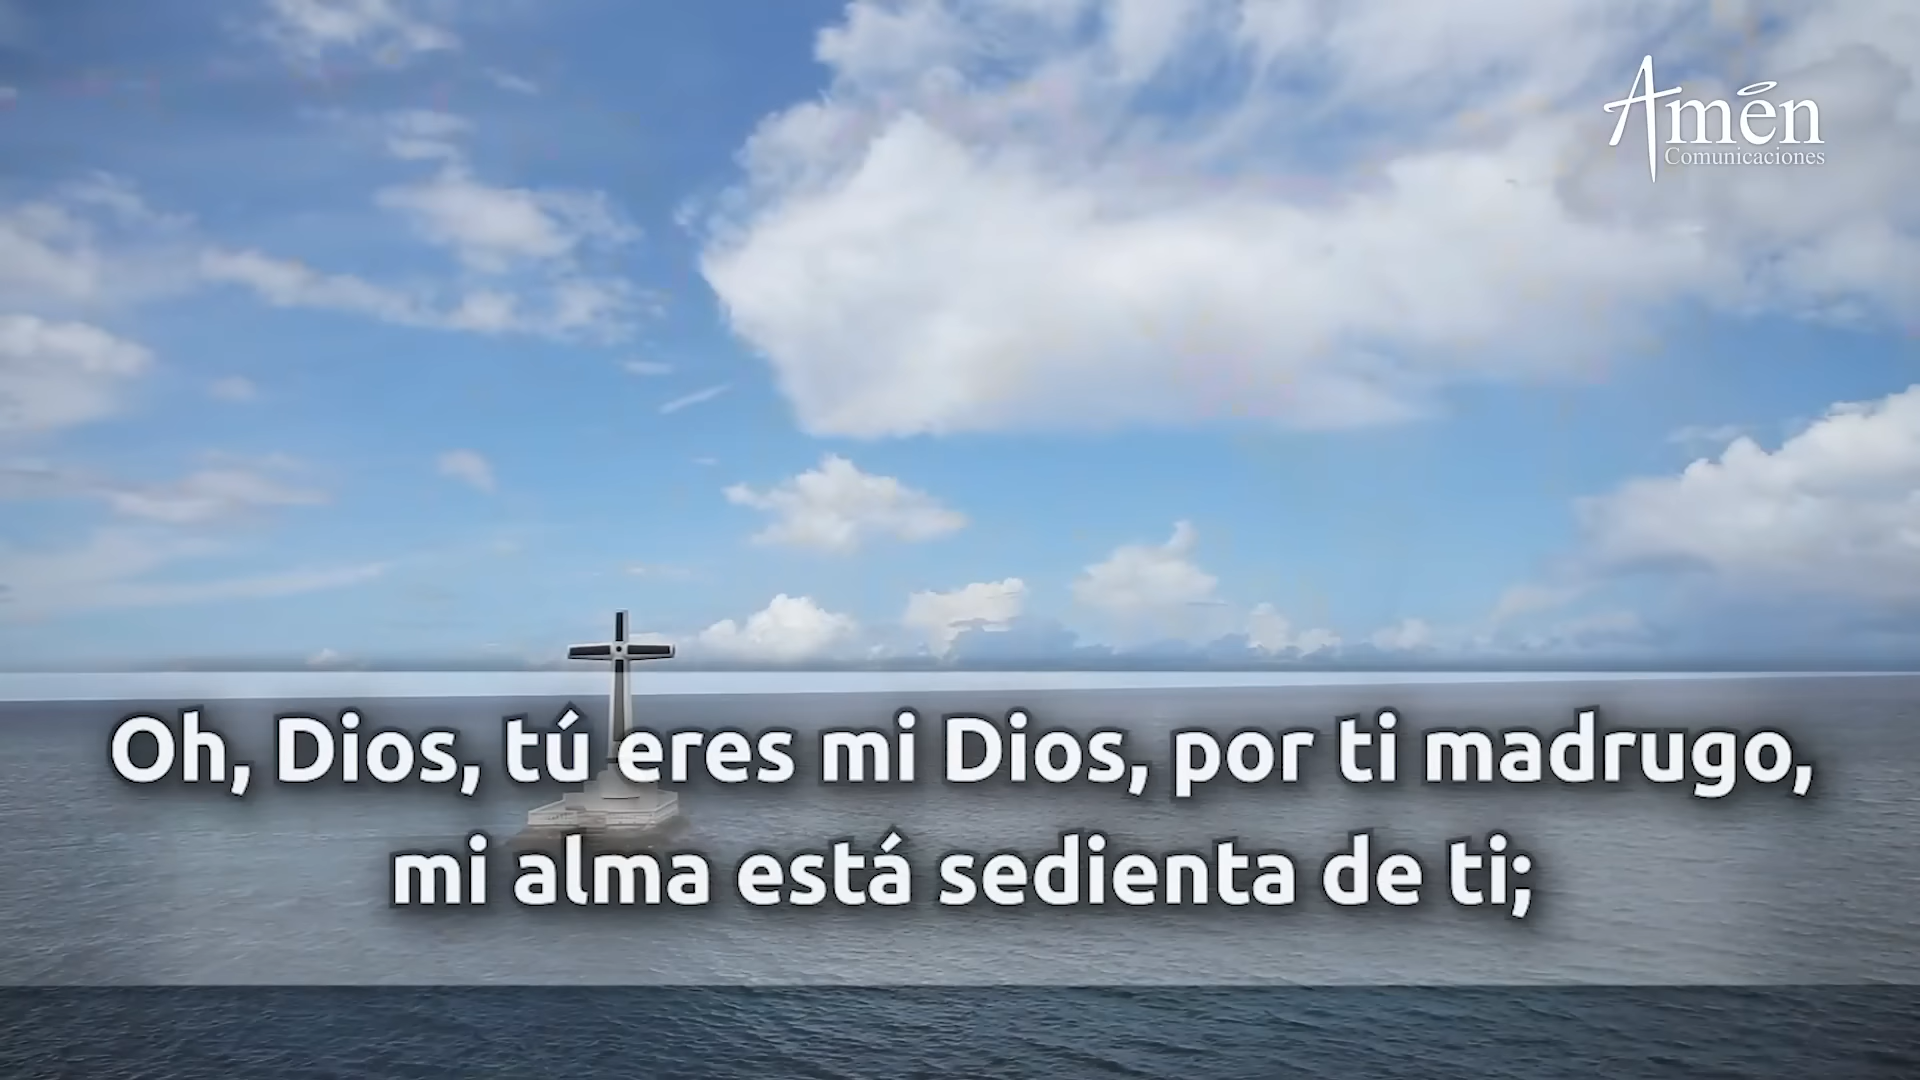 Amén
Comunicaciones
Oh, Dios, tú eres mi Dios, por ti madrugo,
mi alma está sedienta de ti;